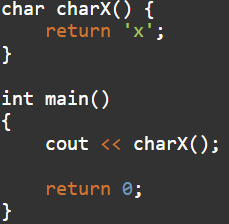 char charX() {
    return 'x';
}

int main()
{
    cout << charX();

    return 0;
}